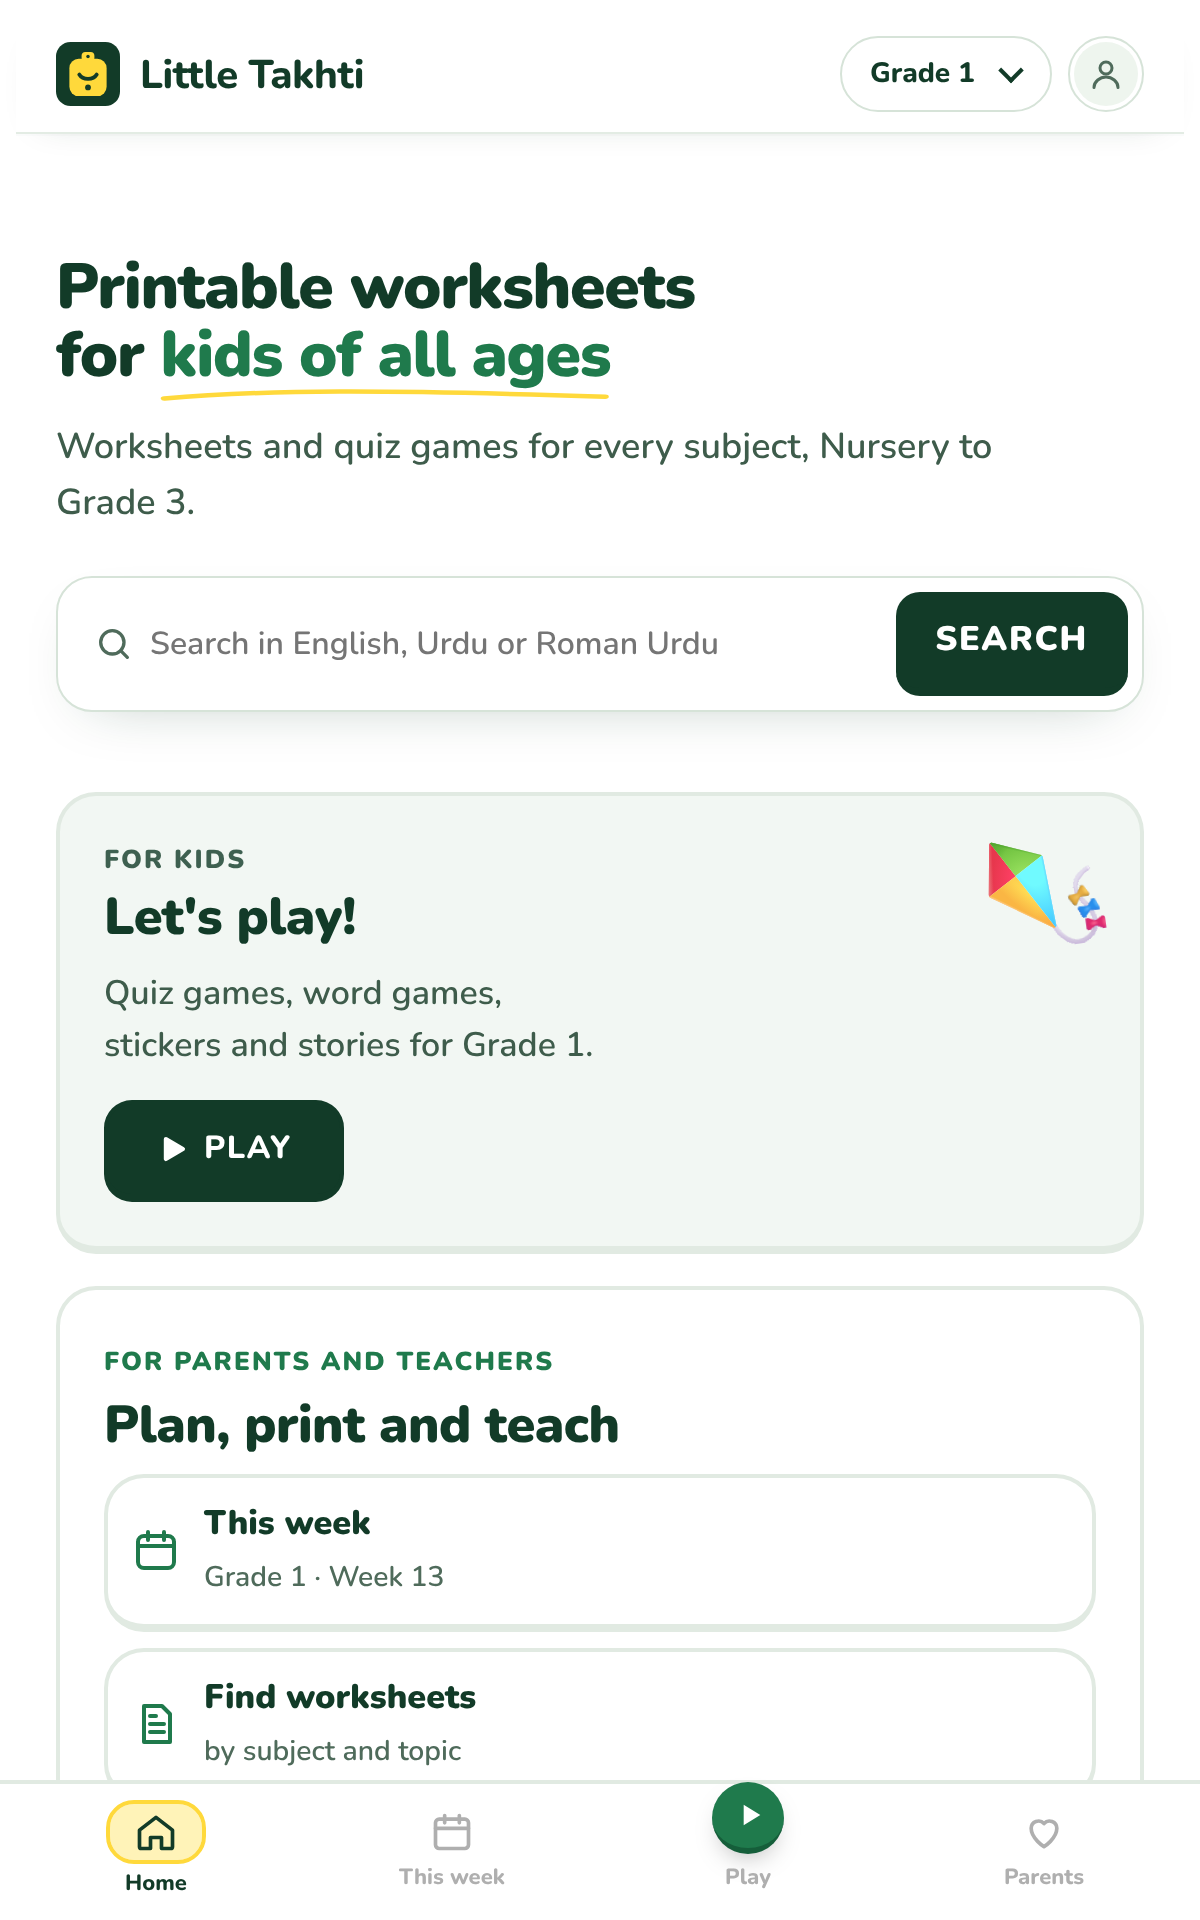 Little Takhti
Grade 1
Printable worksheets
for kids of all ages
Worksheets and quiz games for every subject, Nursery to
Grade 3.
Search in English, Urdu or Roman Urdu
SEARCH
FOR KIDS
Let's play!
Quiz games, word games,
stickers and stories for Grade 1.
PLAY
FOR PARENTS AND TEACHERS
Plan, print and teach
This week
Grade 1 · Week 13
Find worksheets
by subject and topic
Home
This week
Play
Parents